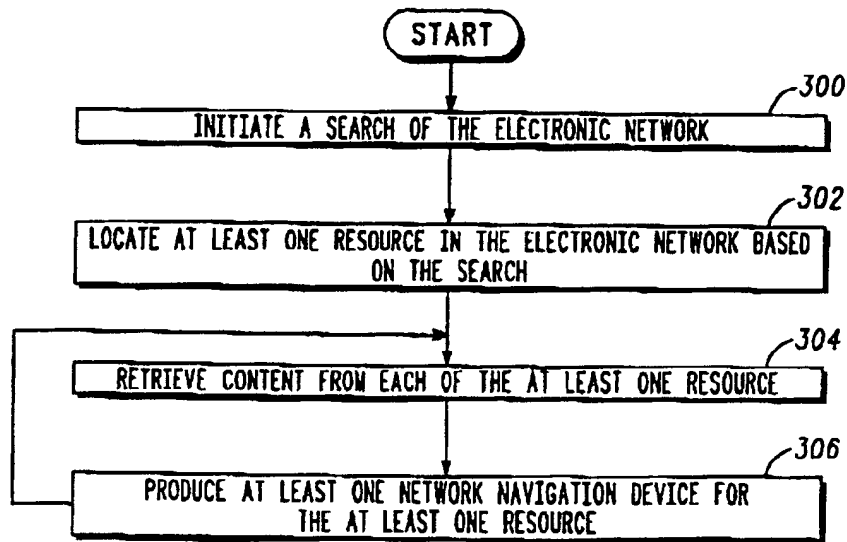 START
300
INITIATE A SEARCH OF THE ELECTRONIC NETWORK
302
LOCATE AT LEAST ONE RESOURCE IN THE ELECTRONIC NETWORK BASED
ON THE SEARCH
304
RETRIEVE CONTENT FROM EACH OF THE AT LEAST ONE RESOURCE
306
PRODUCE AT LEAST ONE NETWORK NAVIGATION DEVICE FOR
THE AT LEAST ONE RESOURCE